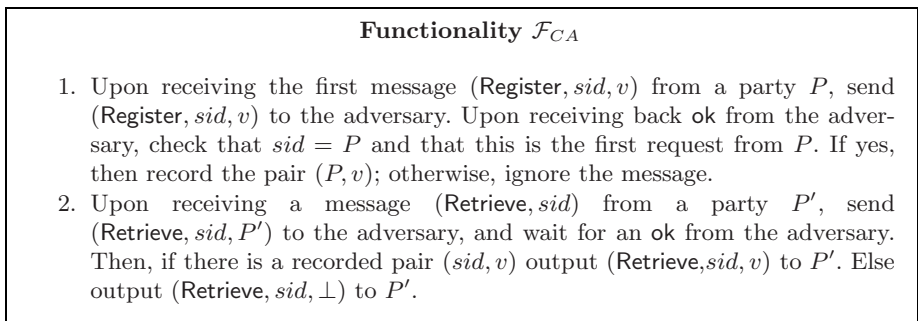 Functionality 𝓕_CA
1. Upon receiving the first message (Register, sid, v) from a party P, send
(Register, sid, v) to the adversary. Upon receiving back ok from the adver-
sary, check that sid = P and that this is the first request from P. If yes,
then record the pair (P, v); otherwise, ignore the message.
2. Upon receiving a message (Retrieve, sid) from a party P′, send
(Retrieve, sid, P′) to the adversary, and wait for an ok from the adversary.
Then, if there is a recorded pair (sid, v) output (Retrieve,sid, v) to P′. Else
output (Retrieve, sid, ⊥) to P′.